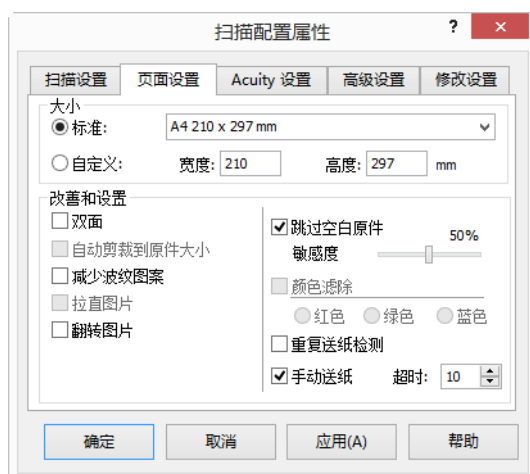 扫描配置属性 ? ×
扫描设置 页面设置 Acuity 设置 高级设置 修改设置
大小
标准: A4 210 x 297 mm
自定义: 宽度: 210 高度: 297 mm
改善和设置
双面
自动剪裁到原件大小
减少波纹图案
拉直图片
翻转图片
跳过空白原件 50%
敏感度
颜色滤除
红色 绿色 蓝色
重复送纸检测
手动送纸 超时: 10
确定 取消 应用(A) 帮助